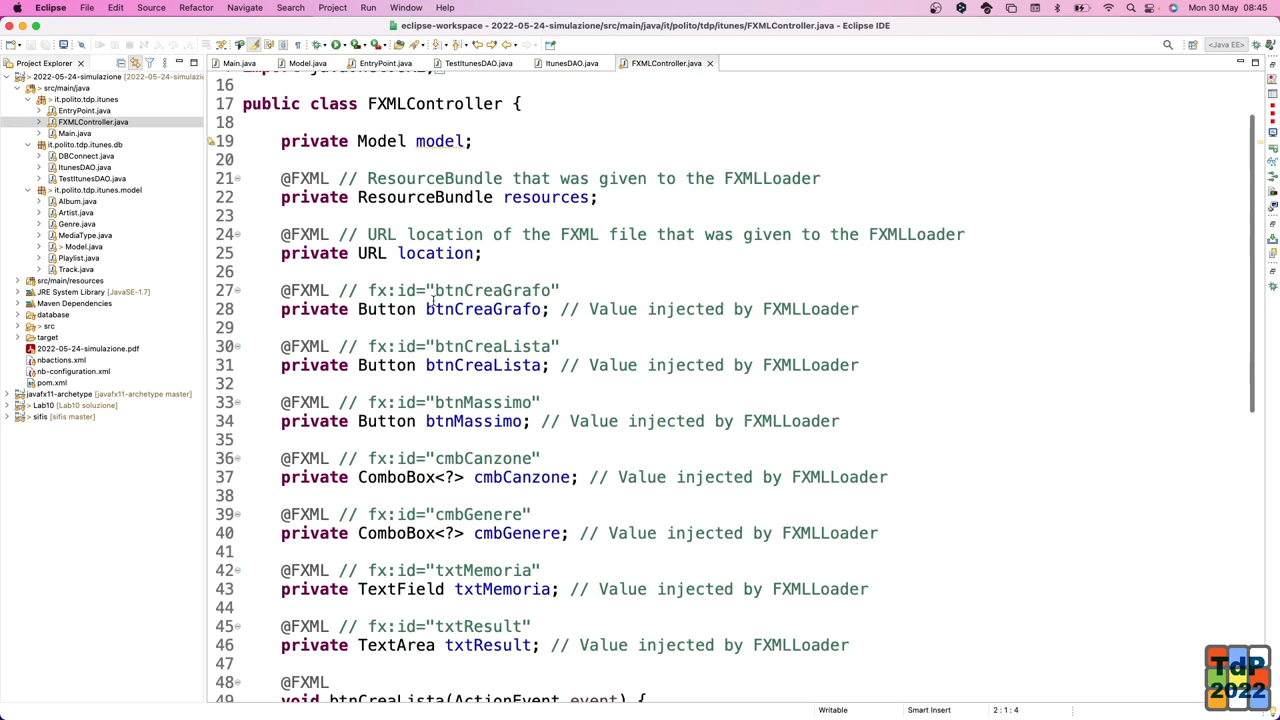 Eclipse File Edit Source Refactor Navigate Search Project Run Window Help Mon 30 May 08:45
eclipse-workspace - 2022-05-24-simulazione/src/main/java/it/polito/tdp/itunes/FXMLController.java - Eclipse IDE
<Java EE>
Project Explorer
Main.java Model.java EntryPoint.java TestItunesDAO.java ItunesDAO.java FXMLController.java
2022-05-24-simulazione [2022-05-24-simulazi
src/main/java
it.polito.tdp.itunes
EntryPoint.java
FXMLController.java
Main.java
it.polito.tdp.itunes.db
DBConnect.java
ItunesDAO.java
TestItunesDAO.java
it.polito.tdp.itunes.model
Album.java
Artist.java
Genre.java
MediaType.java
> Model.java
Playlist.java
Track.java
src/main/resources
JRE System Library [JavaSE-1.7]
Maven Dependencies
database
> src
target
2022-05-24-simulazione.pdf
nbactions.xml
nb-configuration.xml
pom.xml
javafx11-archetype [javafx11-archetype master]
> Lab10 [Lab10 soluzione]
> sifis [sifis master]
16
17 public class FXMLController {
18
19 private Model model;
20
21 @FXML // ResourceBundle that was given to the FXMLLoader
22 private ResourceBundle resources;
23
24 @FXML // URL location of the FXML file that was given to the FXMLLoader
25 private URL location;
26
27 @FXML // fx:id="btnCreaGrafo"
28 private Button btnCreaGrafo; // Value injected by FXMLLoader
29
30 @FXML // fx:id="btnCreaLista"
31 private Button btnCreaLista; // Value injected by FXMLLoader
32
33 @FXML // fx:id="btnMassimo"
34 private Button btnMassimo; // Value injected by FXMLLoader
35
36 @FXML // fx:id="cmbCanzone"
37 private ComboBox<?> cmbCanzone; // Value injected by FXMLLoader
38
39 @FXML // fx:id="cmbGenere"
40 private ComboBox<?> cmbGenere; // Value injected by FXMLLoader
41
42 @FXML // fx:id="txtMemoria"
43 private TextField txtMemoria; // Value injected by FXMLLoader
44
45 @FXML // fx:id="txtResult"
46 private TextArea txtResult; // Value injected by FXMLLoader
47
48 @FXML
49 void btnCreaLista(ActionEvent event) {
Writable Smart Insert 2 : 1 : 4
TdP
2022